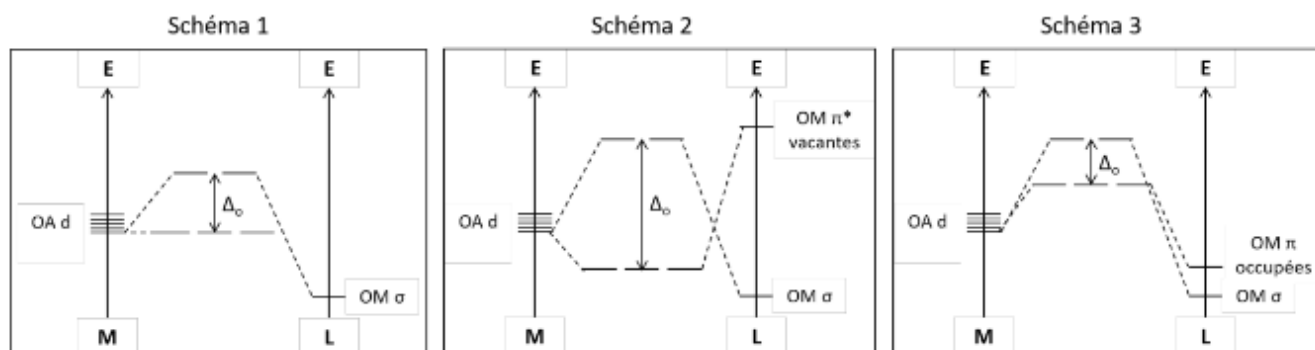 Schéma 1
E
E
OA d
Δo
OM σ
M
L
Schéma 2
E
E
OM π*
vacantes
OA d
Δo
OM σ
M
L
Schéma 3
E
E
Δo
OA d
OM π
occupées
OM σ
M
L